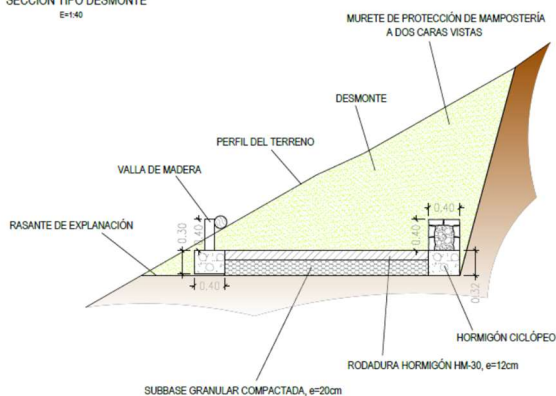 SECCIÓN TIPO DESMONTE
E=1:40
MURETE DE PROTECCIÓN DE MAMPOSTERÍA
A DOS CARAS VISTAS
DESMONTE
PERFIL DEL TERRENO
VALLA DE MADERA
0,40
RASANTE DE EXPLANACIÓN
0,30
0,40
0,40
0,40
0,32
HORMIGÓN CICLÓPEO
RODADURA HORMIGÓN HM-30, e=12cm
SUBBASE GRANULAR COMPACTADA, e=20cm